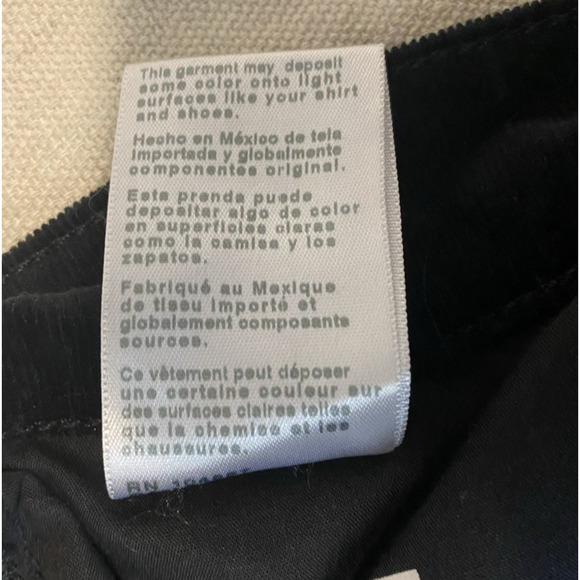 This garment may deposit
some color onto light
surfaces like your shirt
and shoes.
Hecho en México de tela
importada y globalmente
componentes original.
Esta prenda puede
depositar algo de color
en superficies claras
como la camisa y los
zapatos.
Fabriqué au Mexique
de tissu importé et
globalement composante
sources.
Ce vêtement peut déposer
une certaine couleur sur
des surfaces claires telles
que la chemise et les
chaussures.
RN